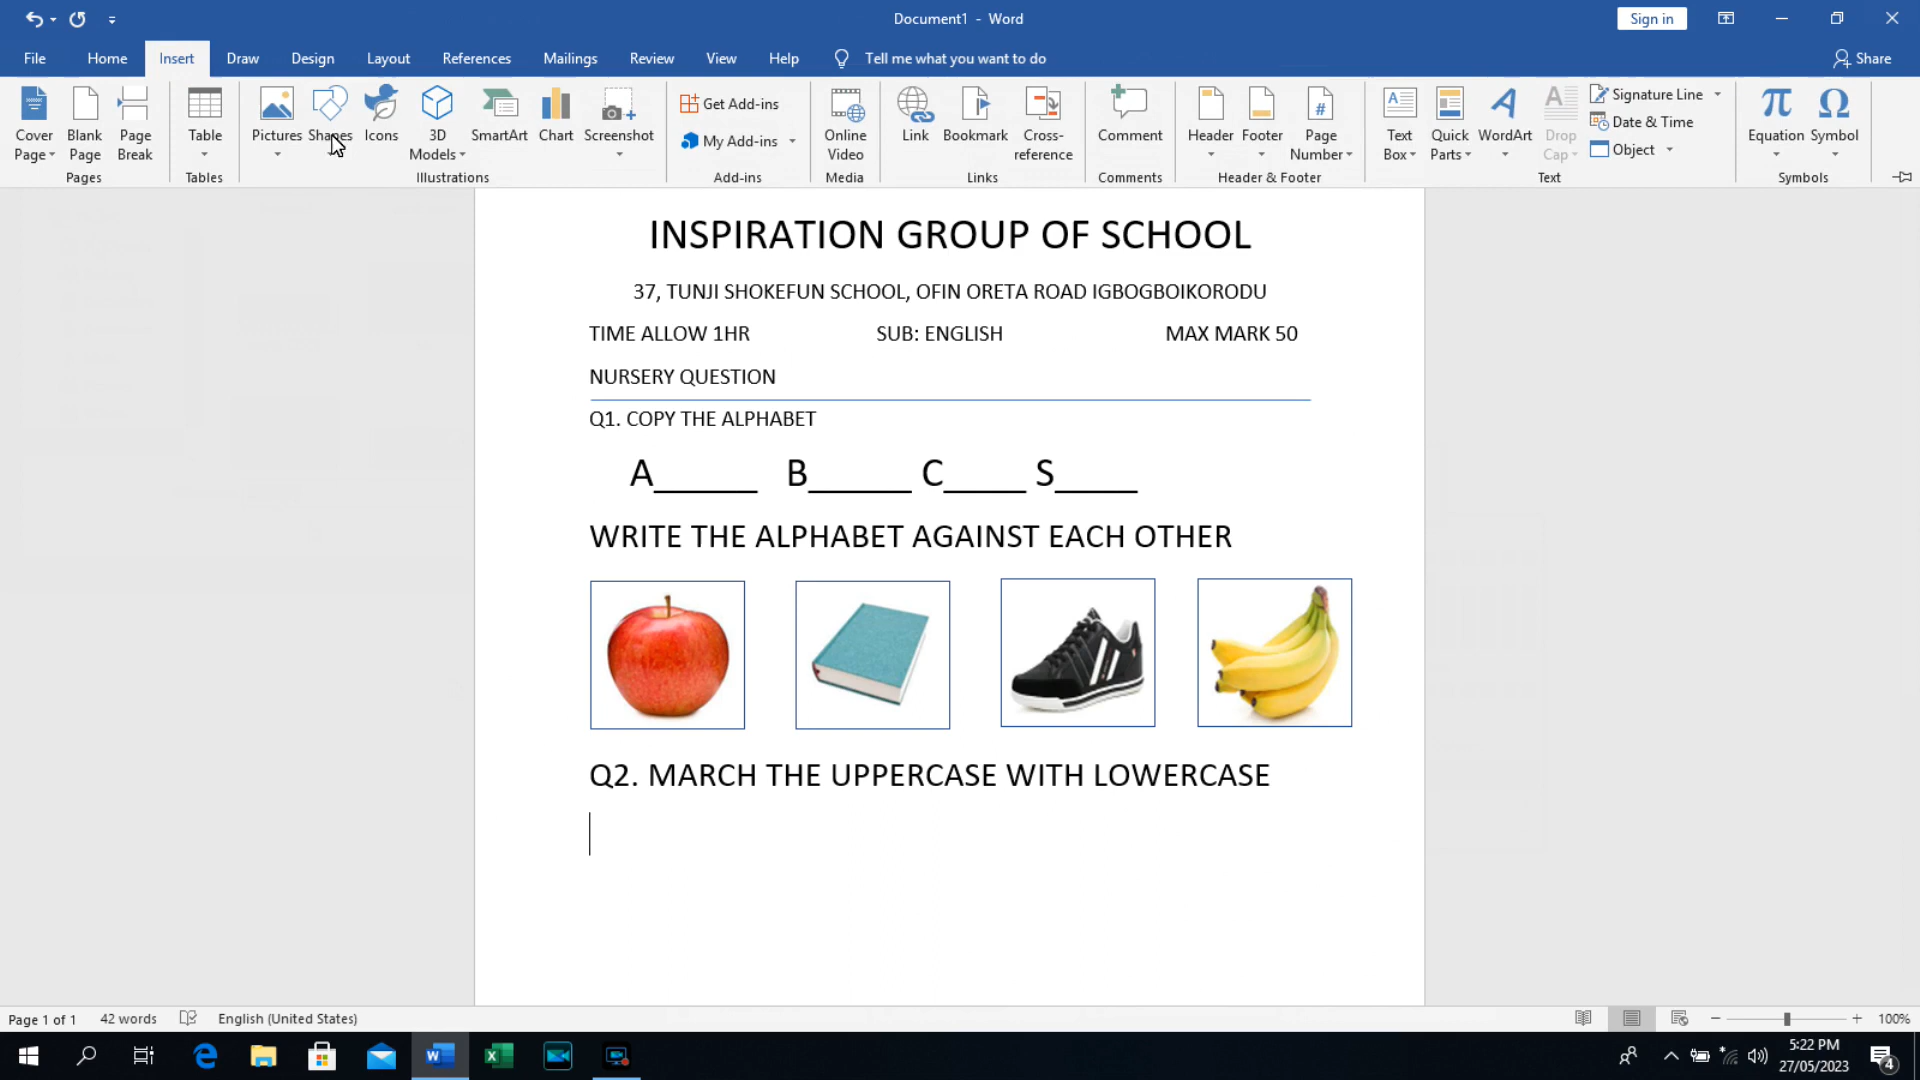 Document1 - Word
Sign in
File Home Insert Draw Design Layout References Mailings Review View Help Tell me what you want to do Share
Cover Page Blank Page Page Break
Pages
Table
Tables
Pictures Shapes Icons 3D Models SmartArt Chart Screenshot
Illustrations
Get Add-ins
My Add-ins
Add-ins
Online Video
Media
Link Bookmark Cross-reference
Links
Comment
Comments
Header Footer Page Number
Header & Footer
Text Box Quick Parts WordArt Drop Cap
Signature Line
Date & Time
Object
Text
Equation Symbol
Symbols
INSPIRATION GROUP OF SCHOOL
37, TUNJI SHOKEFUN SCHOOL, OFIN ORETA ROAD IGBOGBOIKORODU
TIME ALLOW 1HR SUB: ENGLISH MAX MARK 50
NURSERY QUESTION
Q1. COPY THE ALPHABET
A_____ B_____ C____ S____
WRITE THE ALPHABET AGAINST EACH OTHER
Q2. MARCH THE UPPERCASE WITH LOWERCASE
Page 1 of 1 42 words English (United States) 100%
5:22 PM
27/05/2023
4